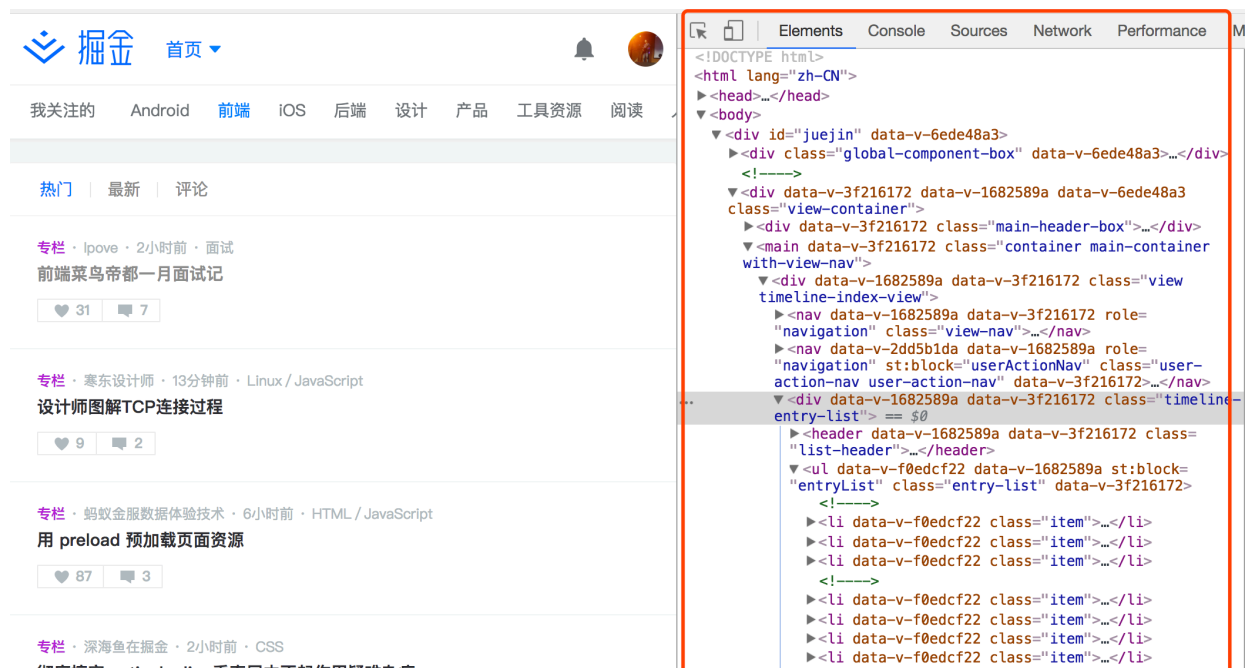 掘金 首页
我关注的 Android 前端 iOS 后端 设计 产品 工具资源 阅读
热门 最新 评论
专栏 · lpove · 2小时前 · 面试
前端菜鸟帝都一月面试记
31 7
专栏 · 寒东设计师 · 13分钟前 · Linux / JavaScript
设计师图解TCP连接过程
9 2
专栏 · 蚂蚁金服数据体验技术 · 6小时前 · HTML / JavaScript
用 preload 预加载页面资源
87 3
专栏 · 深海鱼在掘金 · 2小时前 · CSS
Elements Console Sources Network Performance M
<!DOCTYPE html>
<html lang="zh-CN">
▶<head>…</head>
▼<body>
▼<div id="juejin" data-v-6ede48a3>
▶<div class="global-component-box" data-v-6ede48a3>…</div>
<!---->
▼<div data-v-3f216172 data-v-1682589a data-v-6ede48a3
class="view-container">
▶<div data-v-3f216172 class="main-header-box">…</div>
▼<main data-v-3f216172 class="container main-container
with-view-nav">
▼<div data-v-1682589a data-v-3f216172 class="view
timeline-index-view">
▶<nav data-v-1682589a data-v-3f216172 role=
"navigation" class="view-nav">…</nav>
▶<nav data-v-2dd5b1da data-v-1682589a role=
"navigation" st:block="userActionNav" class="user-
action-nav user-action-nav" data-v-3f216172>…</nav>
… ▼<div data-v-1682589a data-v-3f216172 class="timeline-
entry-list"> == $0
▶<header data-v-1682589a data-v-3f216172 class=
"list-header">…</header>
▼<ul data-v-f0edcf22 data-v-1682589a st:block=
"entryList" class="entry-list" data-v-3f216172>
<!---->
▶<li data-v-f0edcf22 class="item">…</li>
▶<li data-v-f0edcf22 class="item">…</li>
▶<li data-v-f0edcf22 class="item">…</li>
<!---->
▶<li data-v-f0edcf22 class="item">…</li>
▶<li data-v-f0edcf22 class="item">…</li>
▶<li data-v-f0edcf22 class="item">…</li>
▶<li data-v-f0edcf22 class="item">…</li>